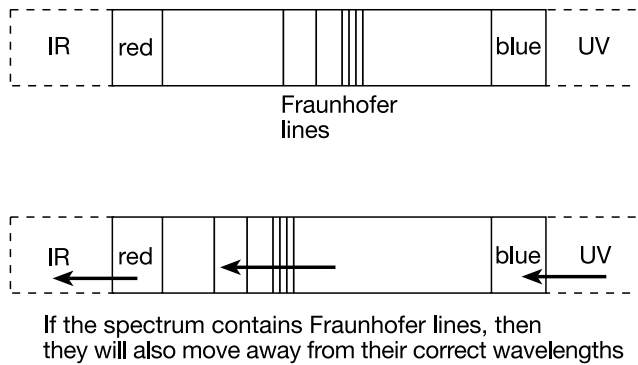 IR red blue UV
Fraunhofer
lines
IR red blue UV
If the spectrum contains Fraunhofer lines, then
they will also move away from their correct wavelengths